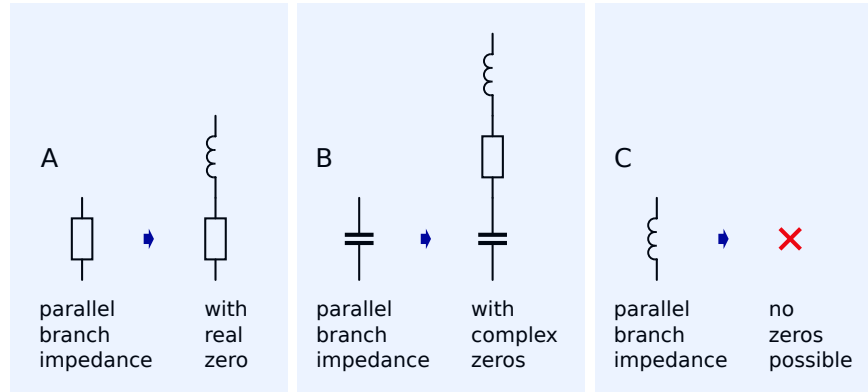 A
parallel
branch
impedance
with
real
zero
B
parallel
branch
impedance
with
complex
zeros
C
parallel
branch
impedance
no
zeros
possible